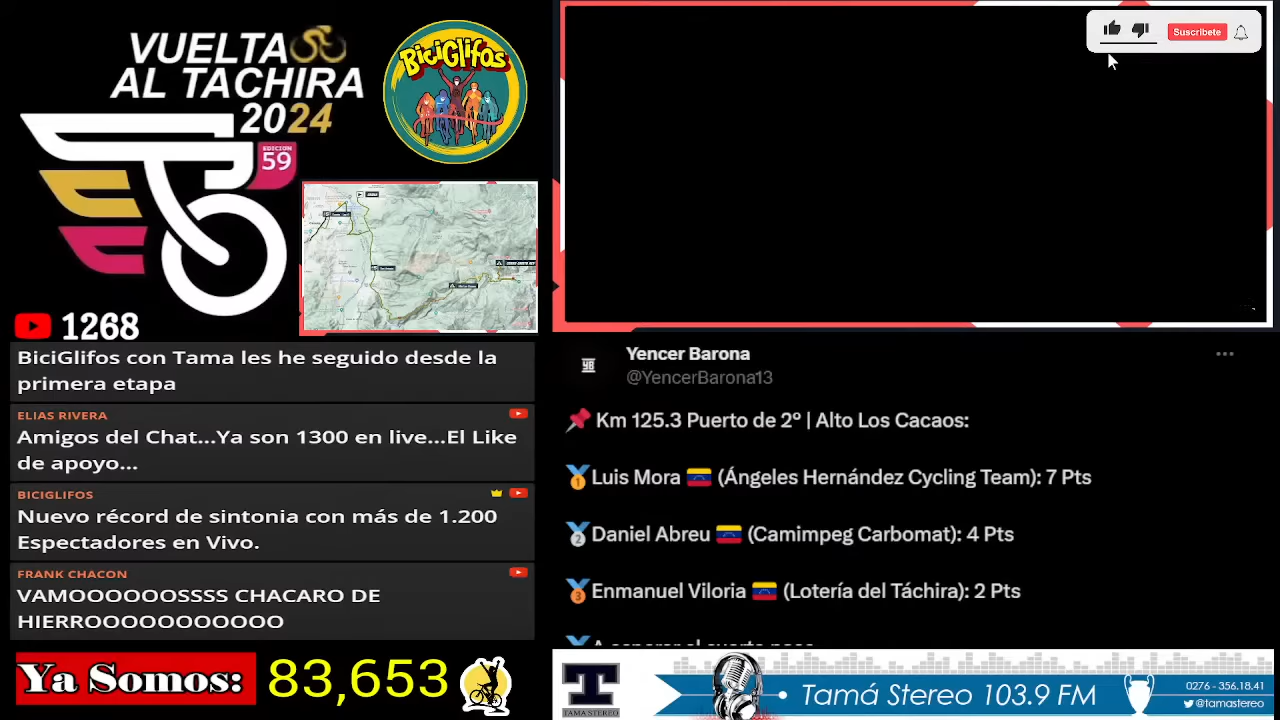 VUELTA
AL TACHIRA
2024
EDICION
59
BiciGlifos
1268
BiciGlifos con Tama les he seguido desde la
primera etapa
ELIAS RIVERA
Amigos del Chat...Ya son 1300 en live...El Like
de apoyo...
BICIGLIFOS
Nuevo récord de sintonia con más de 1.200
Espectadores en Vivo.
FRANK CHACON
VAMOOOOOOSSSS CHACARO DE
HIERROOOOOOOOOOO
Ya Somos: 83,653
Suscríbete
YB
Yencer Barona
@YencerBarona13
Km 125.3 Puerto de 2º | Alto Los Cacaos:
Luis Mora (Ángeles Hernández Cycling Team): 7 Pts
Daniel Abreu (Camimpeg Carbomat): 4 Pts
Enmanuel Viloria (Lotería del Táchira): 2 Pts
T
TAMA STEREO
Tamá Stereo 103.9 FM
0276 - 356.18.41
@tamastereo